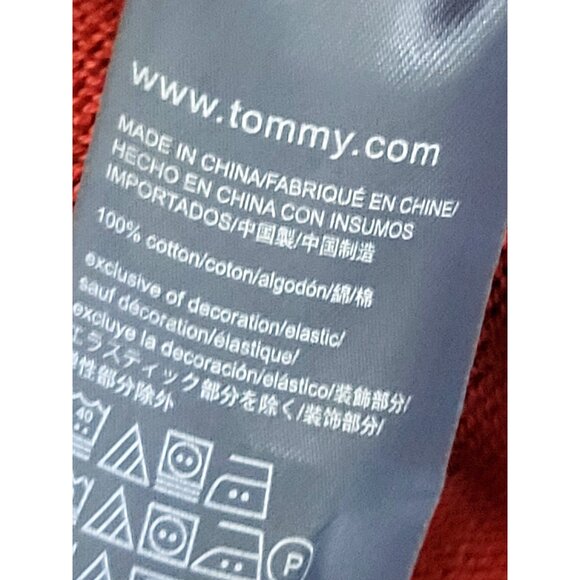 www.tommy.com
MADE IN CHINA/FABRIQUÉ EN CHINE/
HECHO EN CHINA CON INSUMOS
IMPORTADOS/中国製/中国制造
100% cotton/coton/algodón/綿/棉
exclusive of decoration/elastic/
sauf décoration/élastique/
excluye la decoración/elástico/装飾部分/
エラスティック部分を除く/装饰部分/
弹性部分除外
40
P